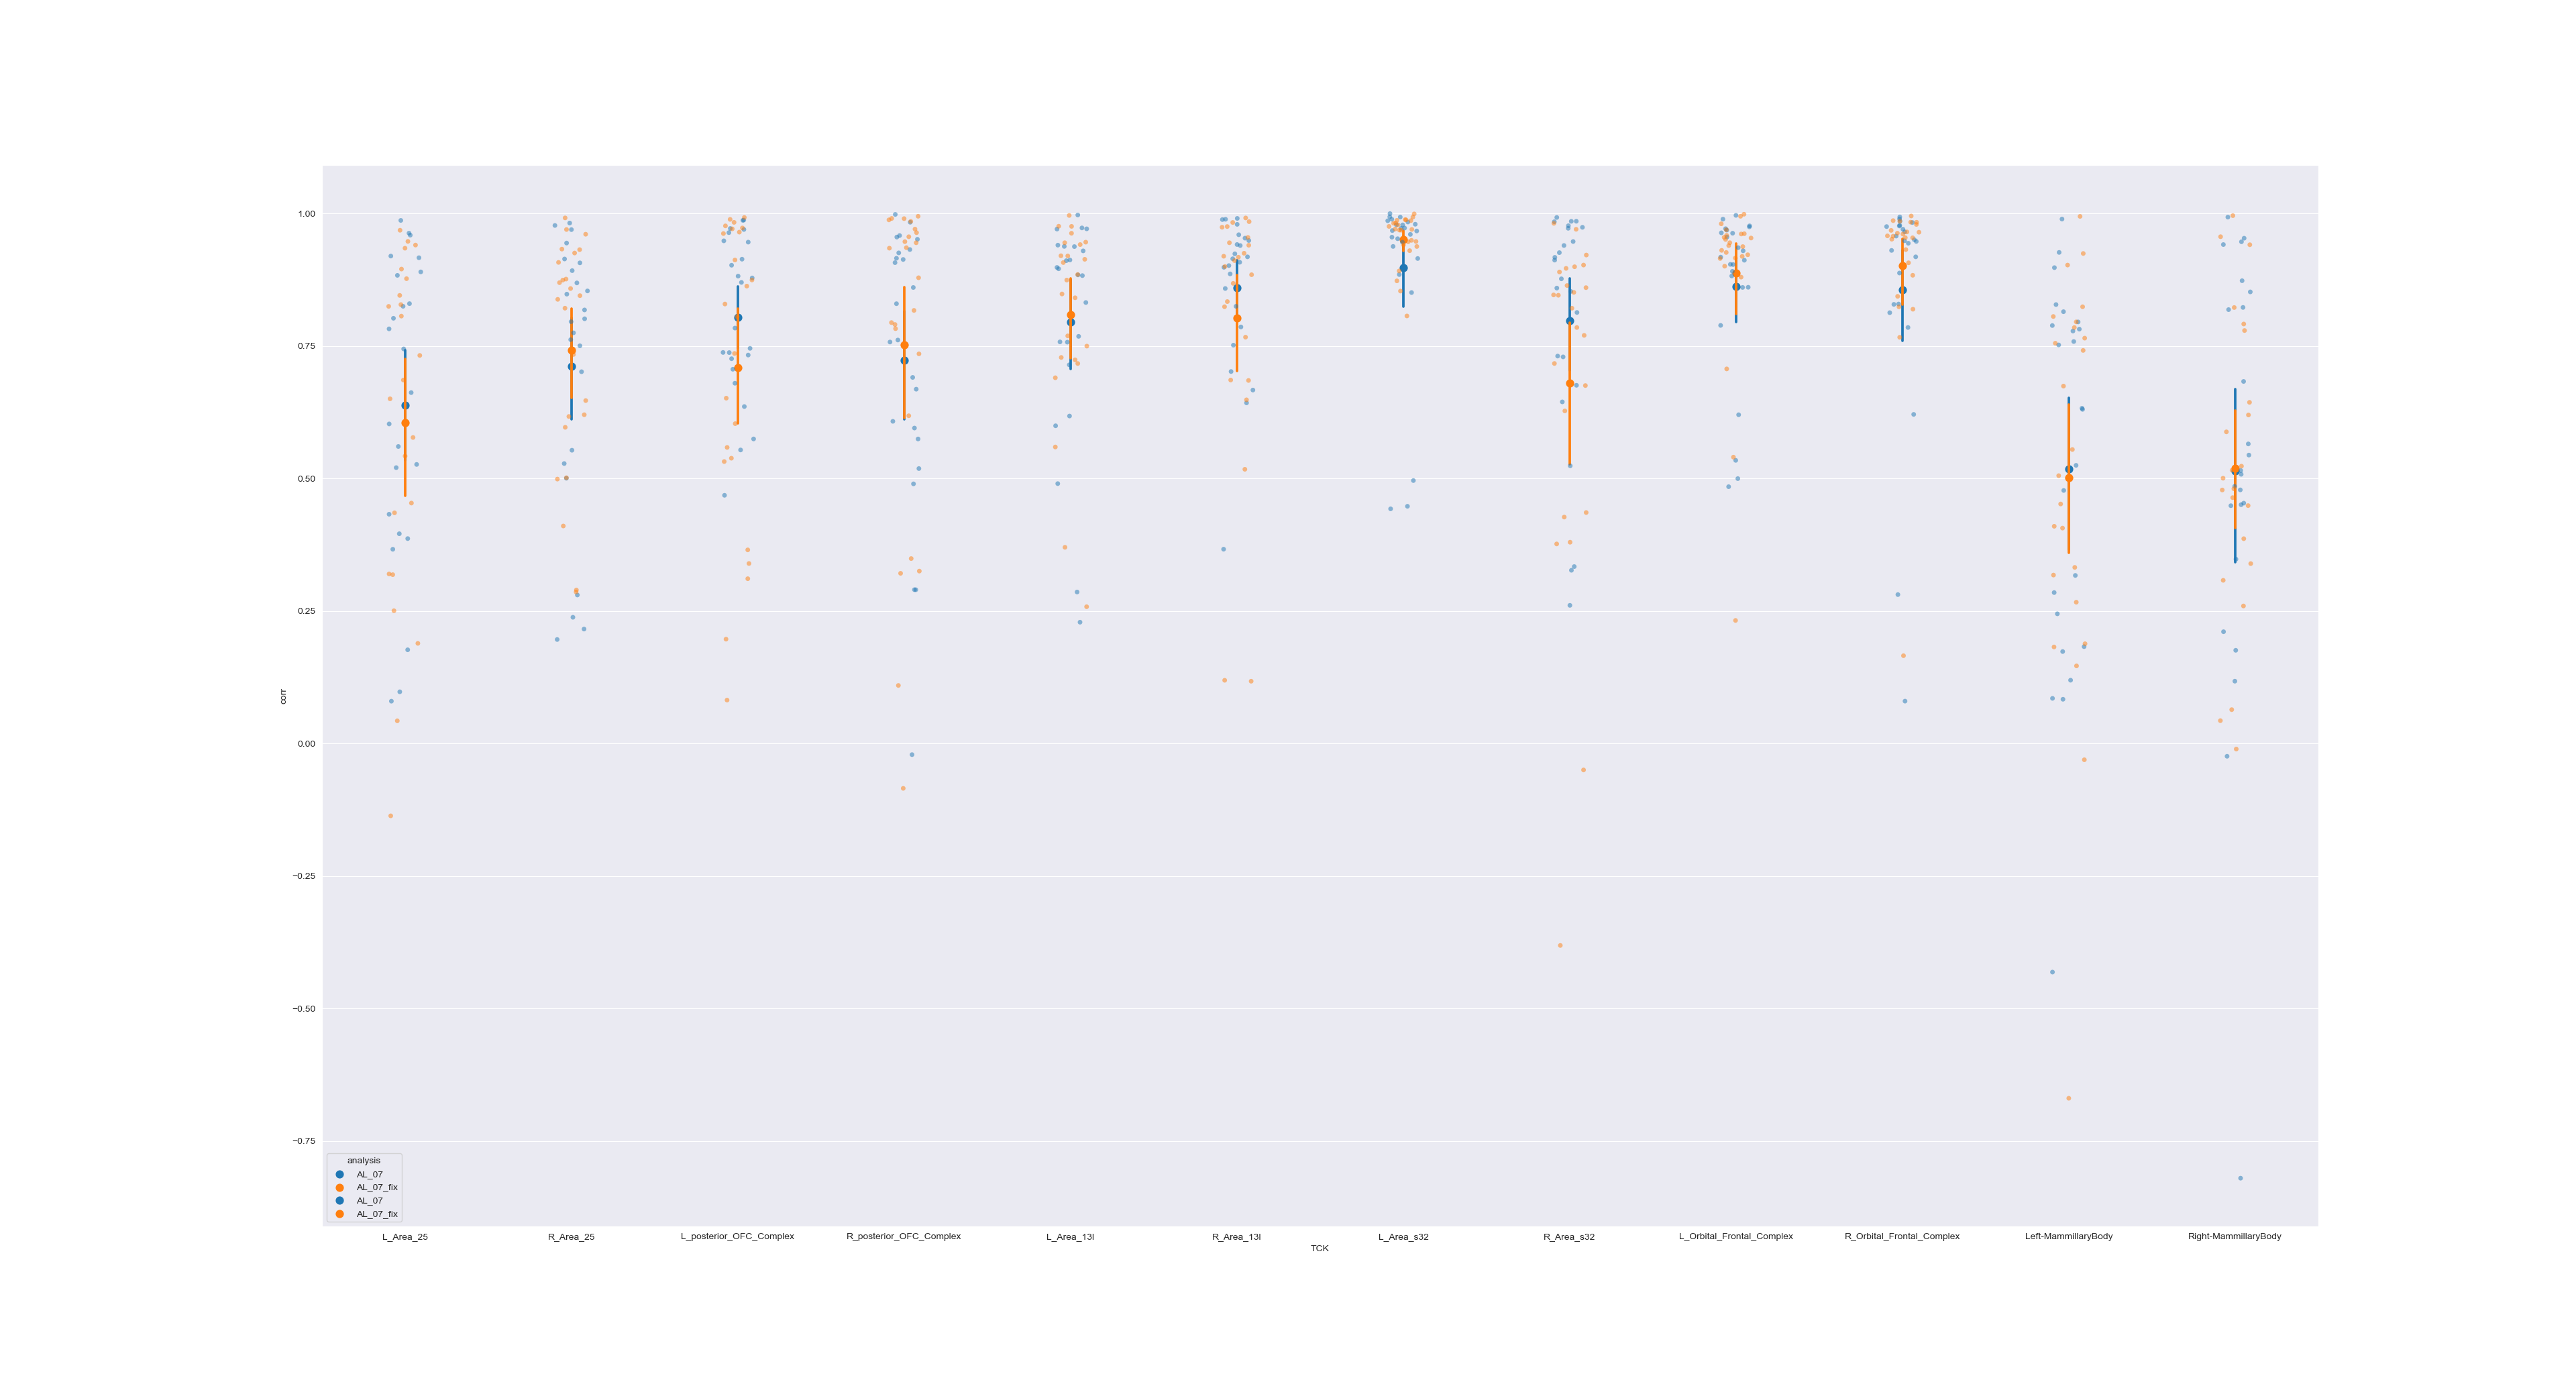 1.00
0.75
0.50
0.25
0.00
−0.25
−0.50
−0.75
corr
analysis
AL_07
AL_07_fix
AL_07
AL_07_fix
L_Area_25 R_Area_25 L_posterior_OFC_Complex R_posterior_OFC_Complex L_Area_13l R_Area_13l L_Area_s32 R_Area_s32 L_Orbital_Frontal_Complex R_Orbital_Frontal_Complex Left-MammillaryBody Right-MammillaryBody
TCK